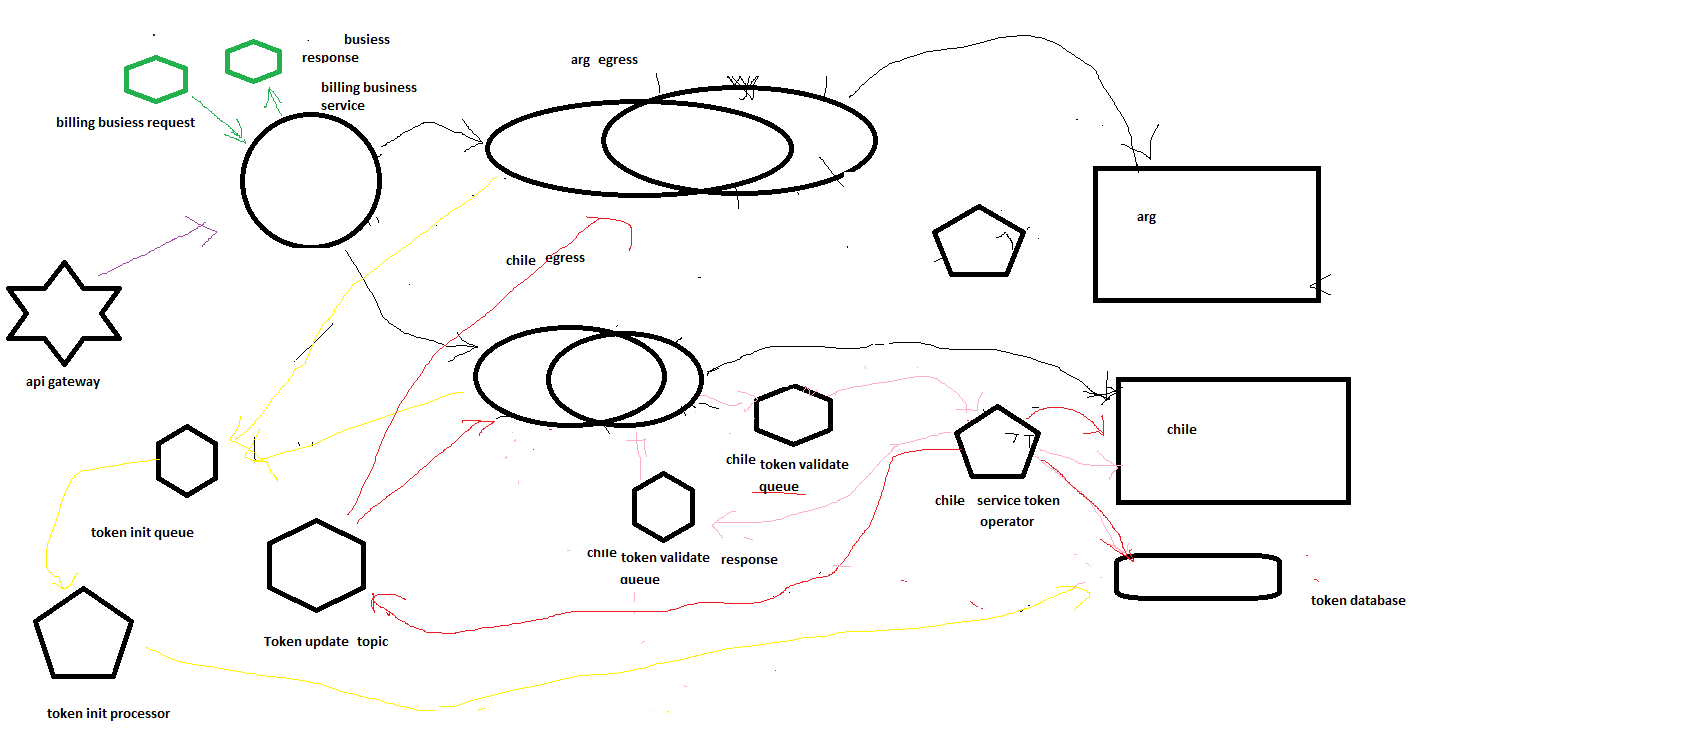 busiess
response
arg egress
billing business
service
billing busiess request
arg
chile egress
api gateway
chile
chile token validate
queue
chile service token
operator
token init queue
chile token validate response
queue
token database
Token update topic
token init processor